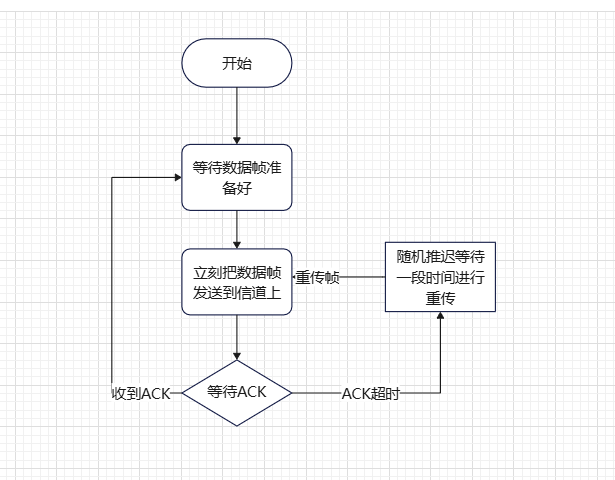 开始
等待数据帧准
备好
立刻把数据帧
发送到信道上
重传帧
随机推迟等待
一段时间进行
重传
收到ACK
等待ACK
ACK超时